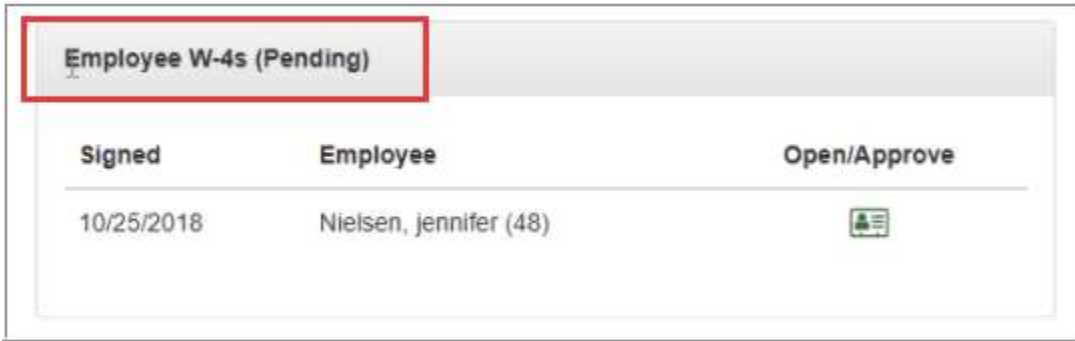 Employee W-4s (Pending)
Signed Employee Open/Approve
10/25/2018 Nielsen, jennifer (48)